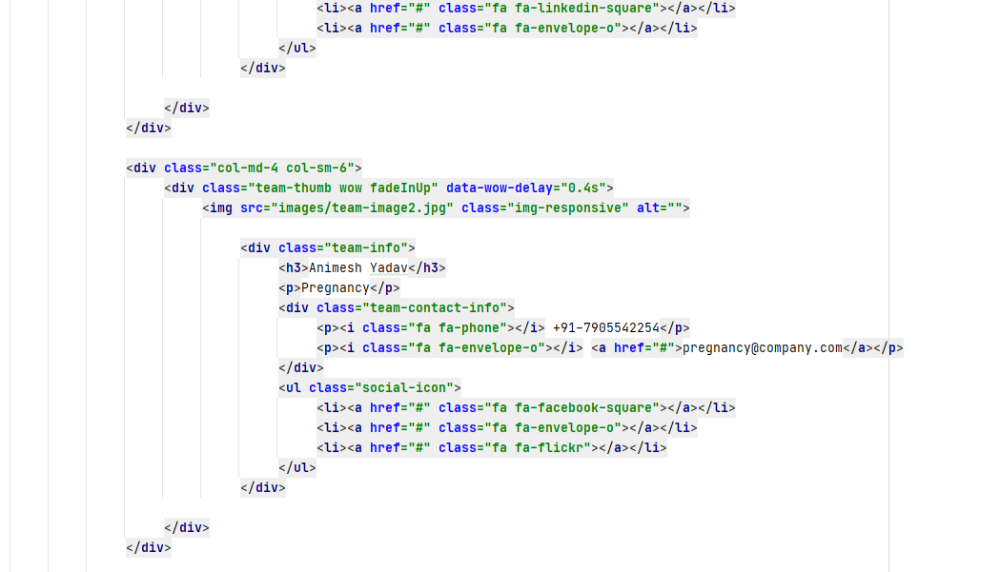 <li><a href="#" class="fa fa-linkedin-square"></a></li>
<li><a href="#" class="fa fa-envelope-o"></a></li>
</ul>
</div>
</div>
</div>
<div class="col-md-4 col-sm-6">
<div class="team-thumb wow fadeInUp" data-wow-delay="0.4s">
<img src="images/team-image2.jpg" class="img-responsive" alt="">
<div class="team-info">
<h3>Animesh Yadav</h3>
<p>Pregnancy</p>
<div class="team-contact-info">
<p><i class="fa fa-phone"></i> +91-7905542254</p>
<p><i class="fa fa-envelope-o"></i> <a href="#">pregnancy@company.com</a></p>
</div>
<ul class="social-icon">
<li><a href="#" class="fa fa-facebook-square"></a></li>
<li><a href="#" class="fa fa-envelope-o"></a></li>
<li><a href="#" class="fa fa-flickr"></a></li>
</ul>
</div>
</div>
</div>